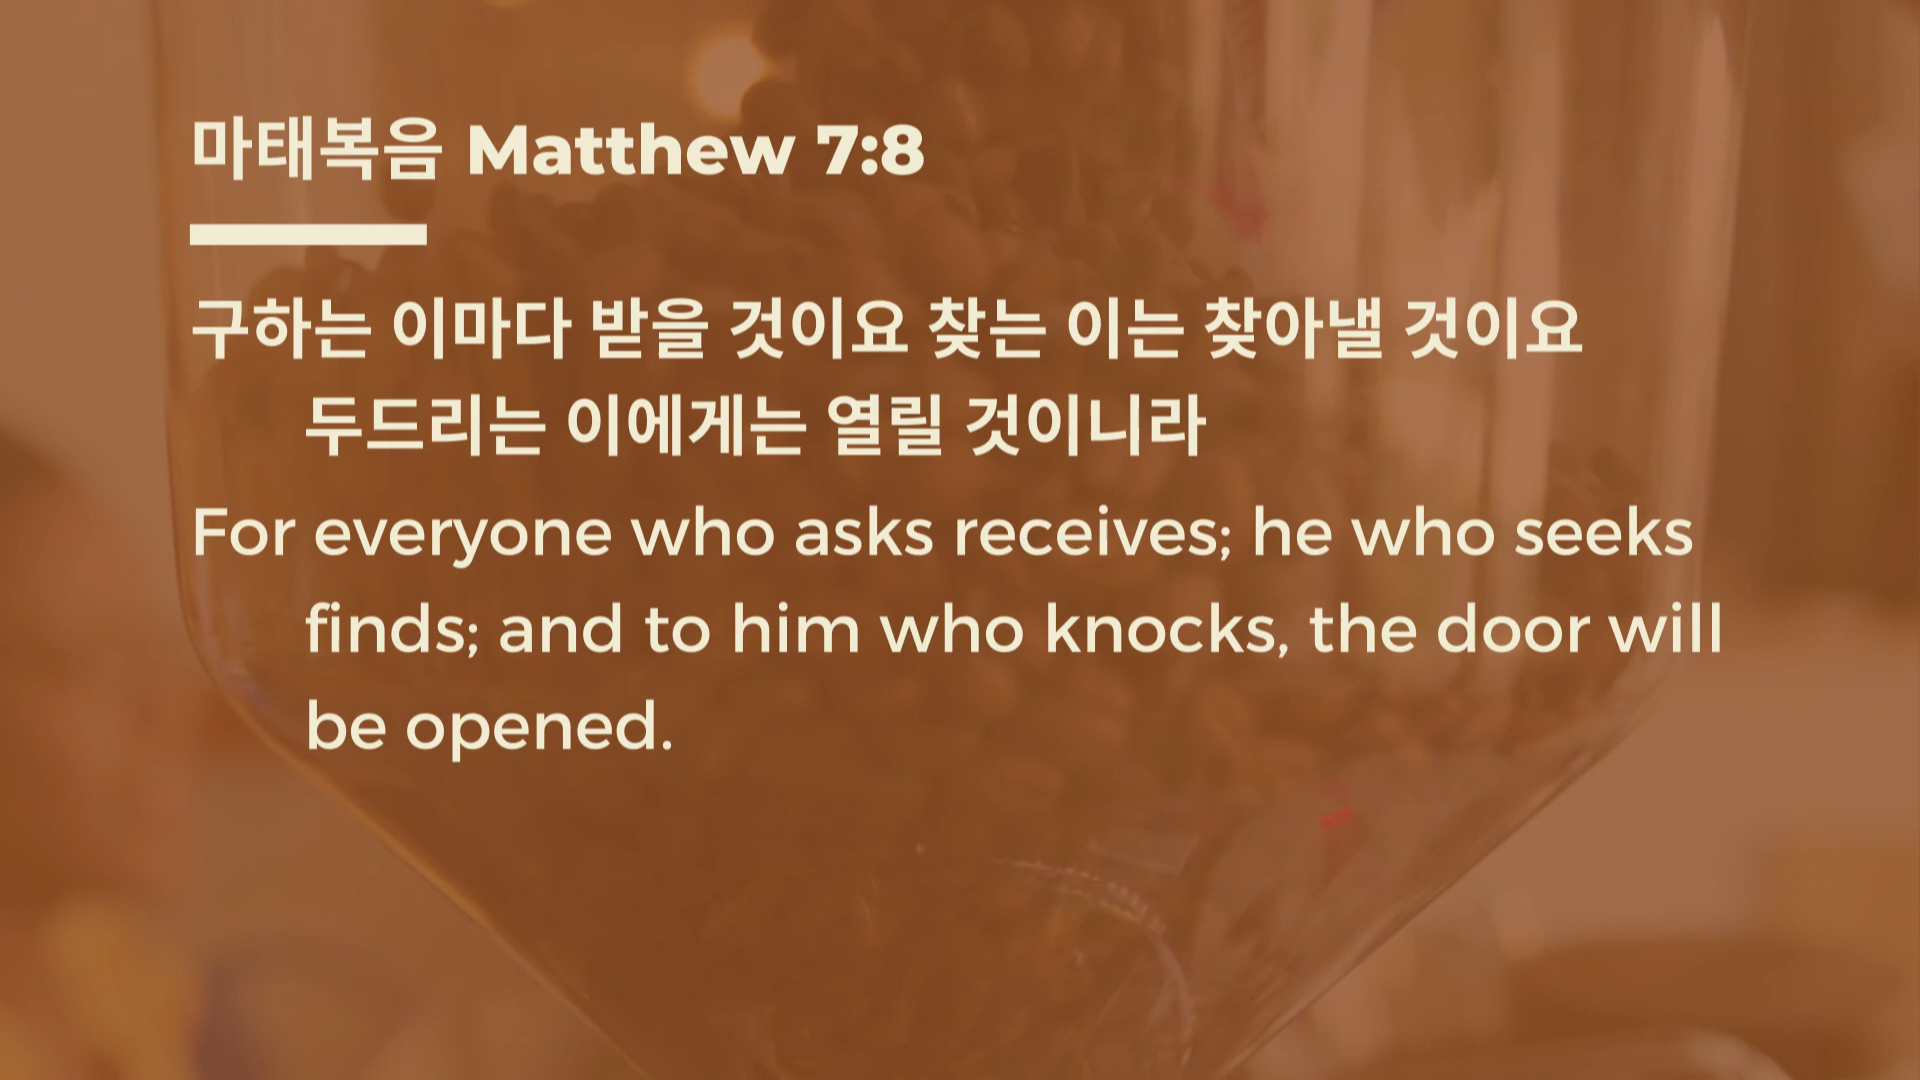 마태복음 Matthew 7:8
구하는 이마다 받을 것이요 찾는 이는 찾아낼 것이요
두드리는 이에게는 열릴 것이니라
For everyone who asks receives; he who seeks
finds; and to him who knocks, the door will
be opened.